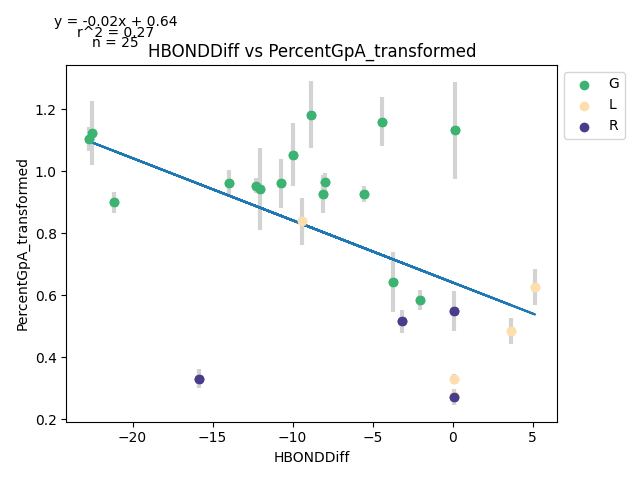 y = -0.02x + 0.64
r^2 = 0.27
n = 25
HBONDDiff vs PercentGpA_transformed
G
L
R
PercentGpA_transformed
1.2
1.0
0.8
0.6
0.4
0.2
−20
−15
−10
−5
0
5
HBONDDiff